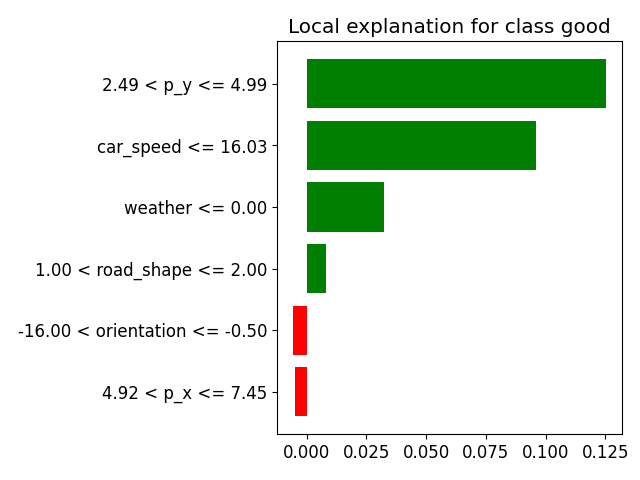 Local explanation for class good
2.49 < p_y <= 4.99
car_speed <= 16.03
weather <= 0.00
1.00 < road_shape <= 2.00
-16.00 < orientation <= -0.50
4.92 < p_x <= 7.45
0.000 0.025 0.050 0.075 0.100 0.125